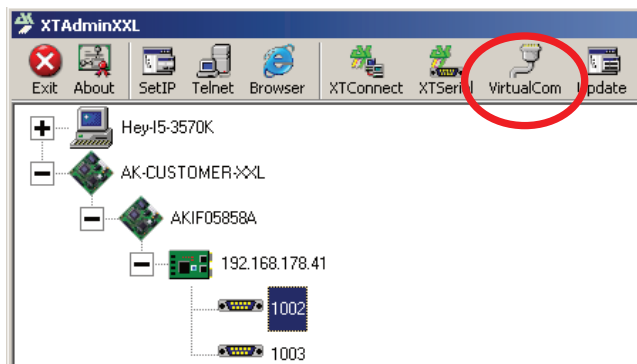 XTAdminXXL
Exit About SetIP Telnet Browser XTConnect XTSerial VirtualCom Update
Hey-I5-3570K
AK-CUSTOMER-XXL
AKIF05858A
192.168.178.41
1002
1003